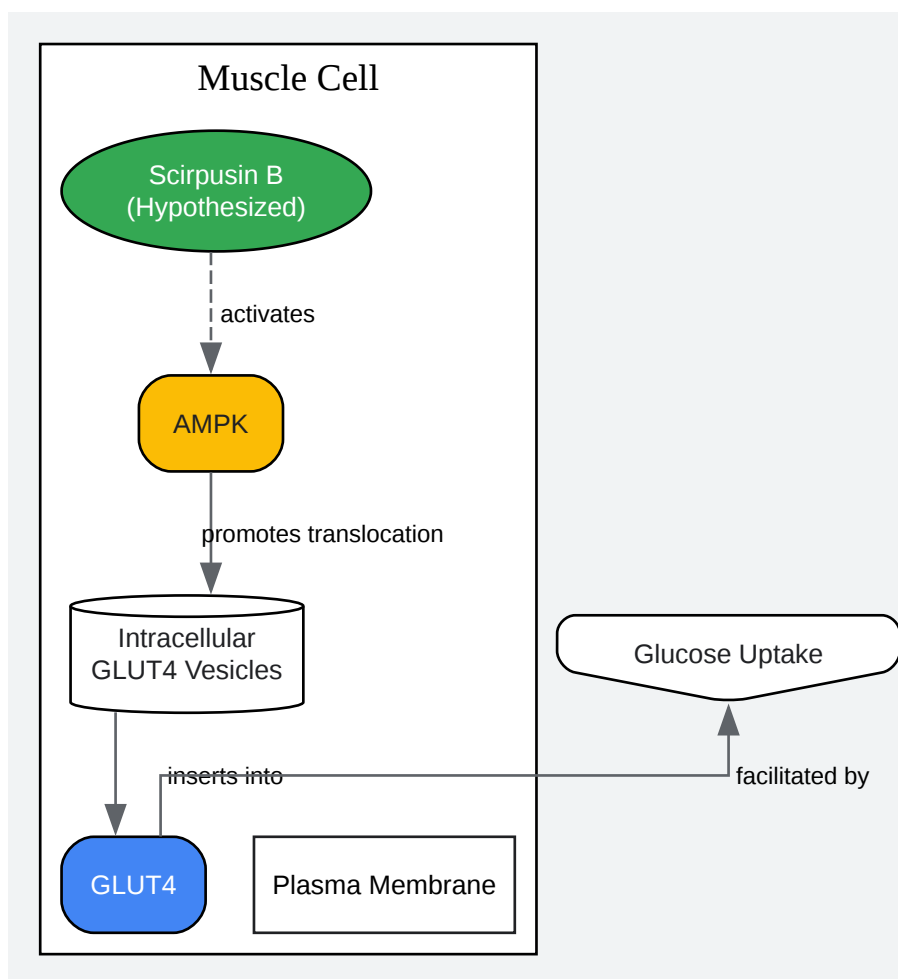 Muscle Cell
Scirpusin B
(Hypothesized)
activates
AMPK
promotes translocation
Intracellular
GLUT4 Vesicles
Glucose Uptake
inserts into
facilitated by
GLUT4
Plasma Membrane